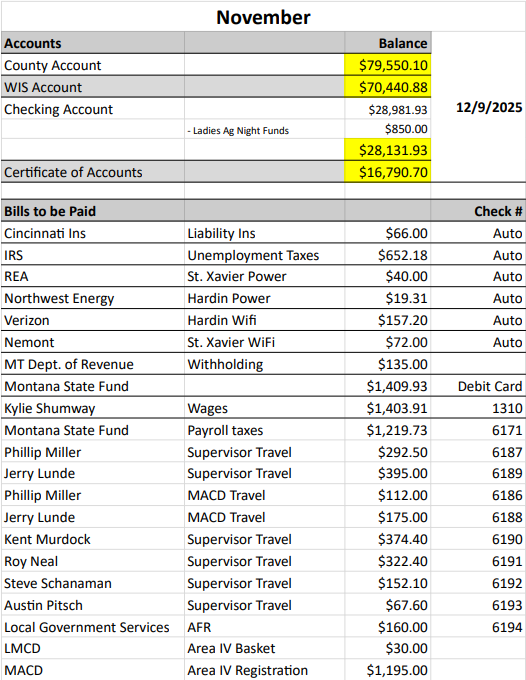 November
Accounts Balance
County Account $79,550.10
WIS Account $70,440.88
Checking Account $28,981.93 12/9/2025
- Ladies Ag Night Funds $850.00
$28,131.93
Certificate of Accounts $16,790.70
Bills to be Paid Check #
Cincinnati Ins Liability Ins $66.00 Auto
IRS Unemployment Taxes $652.18 Auto
REA St. Xavier Power $40.00 Auto
Northwest Energy Hardin Power $19.31 Auto
Verizon Hardin Wifi $157.20 Auto
Nemont St. Xavier WiFi $72.00 Auto
MT Dept. of Revenue Withholding $135.00
Montana State Fund $1,409.93 Debit Card
Kylie Shumway Wages $1,403.91 1310
Montana State Fund Payroll taxes $1,219.73 6171
Phillip Miller Supervisor Travel $292.50 6187
Jerry Lunde Supervisor Travel $395.00 6189
Phillip Miller MACD Travel $112.00 6186
Jerry Lunde MACD Travel $175.00 6188
Kent Murdock Supervisor Travel $374.40 6190
Roy Neal Supervisor Travel $322.40 6191
Steve Schanaman Supervisor Travel $152.10 6192
Austin Pitsch Supervisor Travel $67.60 6193
Local Government Services AFR $160.00 6194
LMCD Area IV Basket $30.00
MACD Area IV Registration $1,195.00